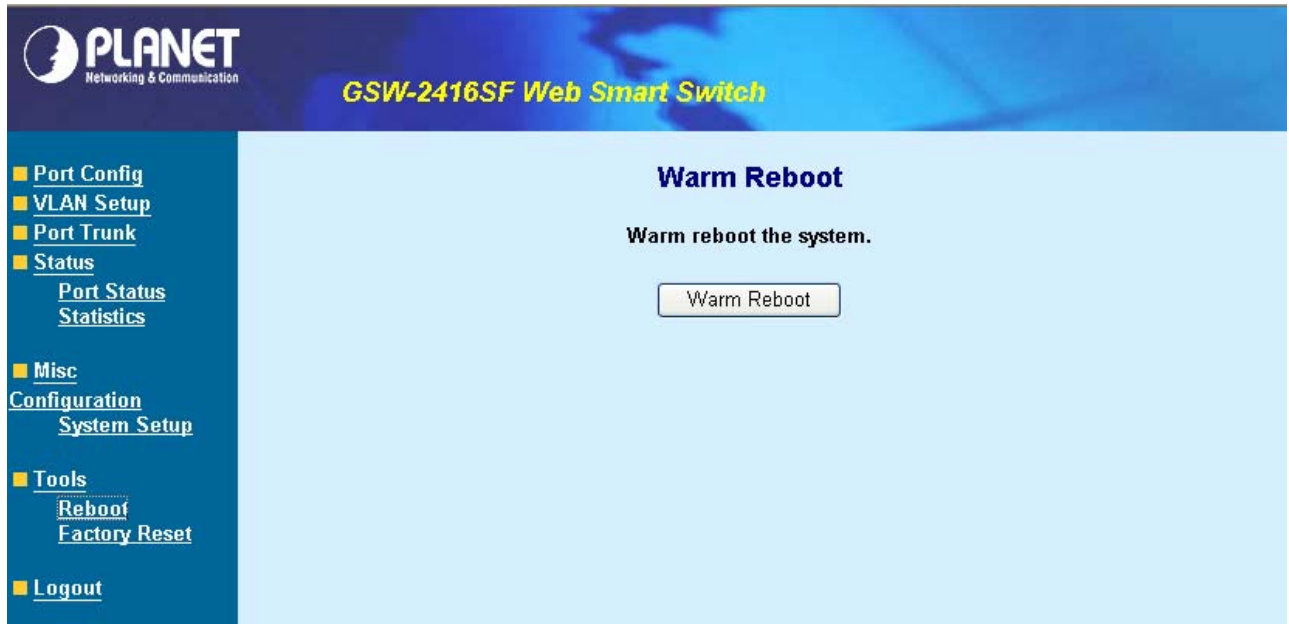 PLANET
Networking & Communication
GSW-2416SF Web Smart Switch
Port Config
VLAN Setup
Port Trunk
Status
Port Status
Statistics
Misc
Configuration
System Setup
Tools
Reboot
Factory Reset
Logout
Warm Reboot
Warm reboot the system.
Warm Reboot